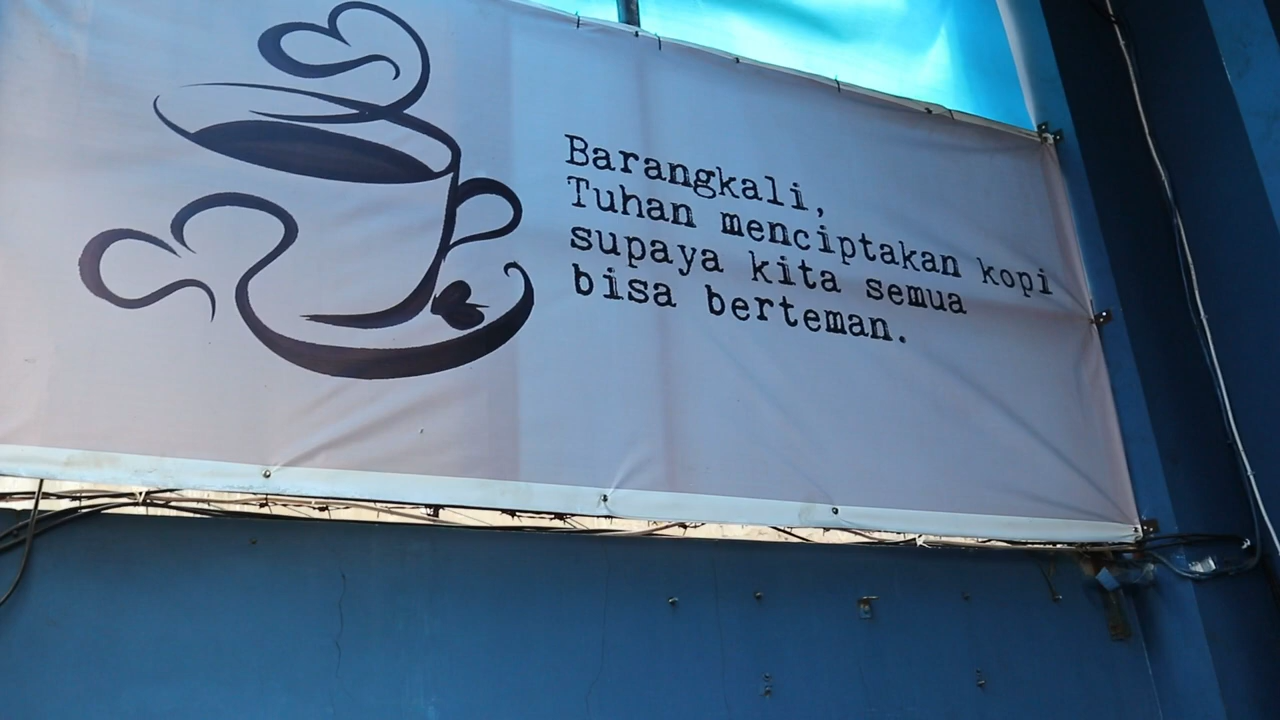 Barangkali,
Tuhan menciptakan kopi
supaya kita semua
bisa berteman.